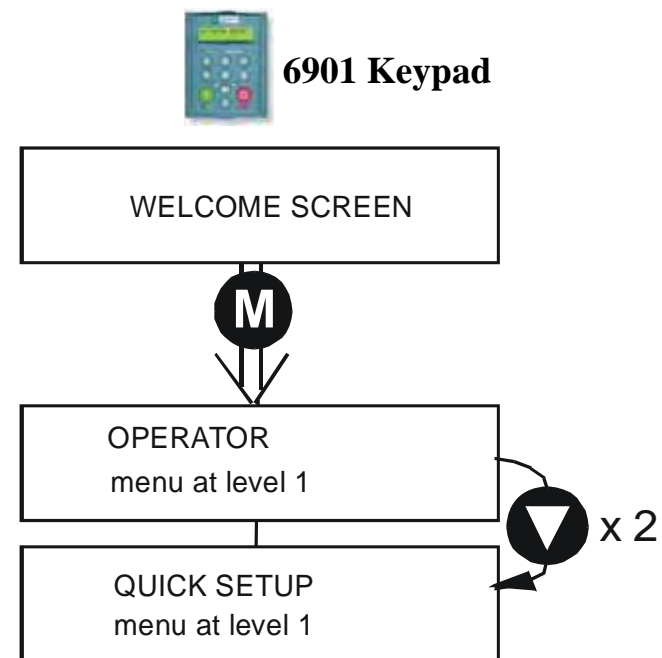 6901 Keypad
WELCOME SCREEN
M
OPERATOR
menu at level 1
x 2
QUICK SETUP
menu at level 1